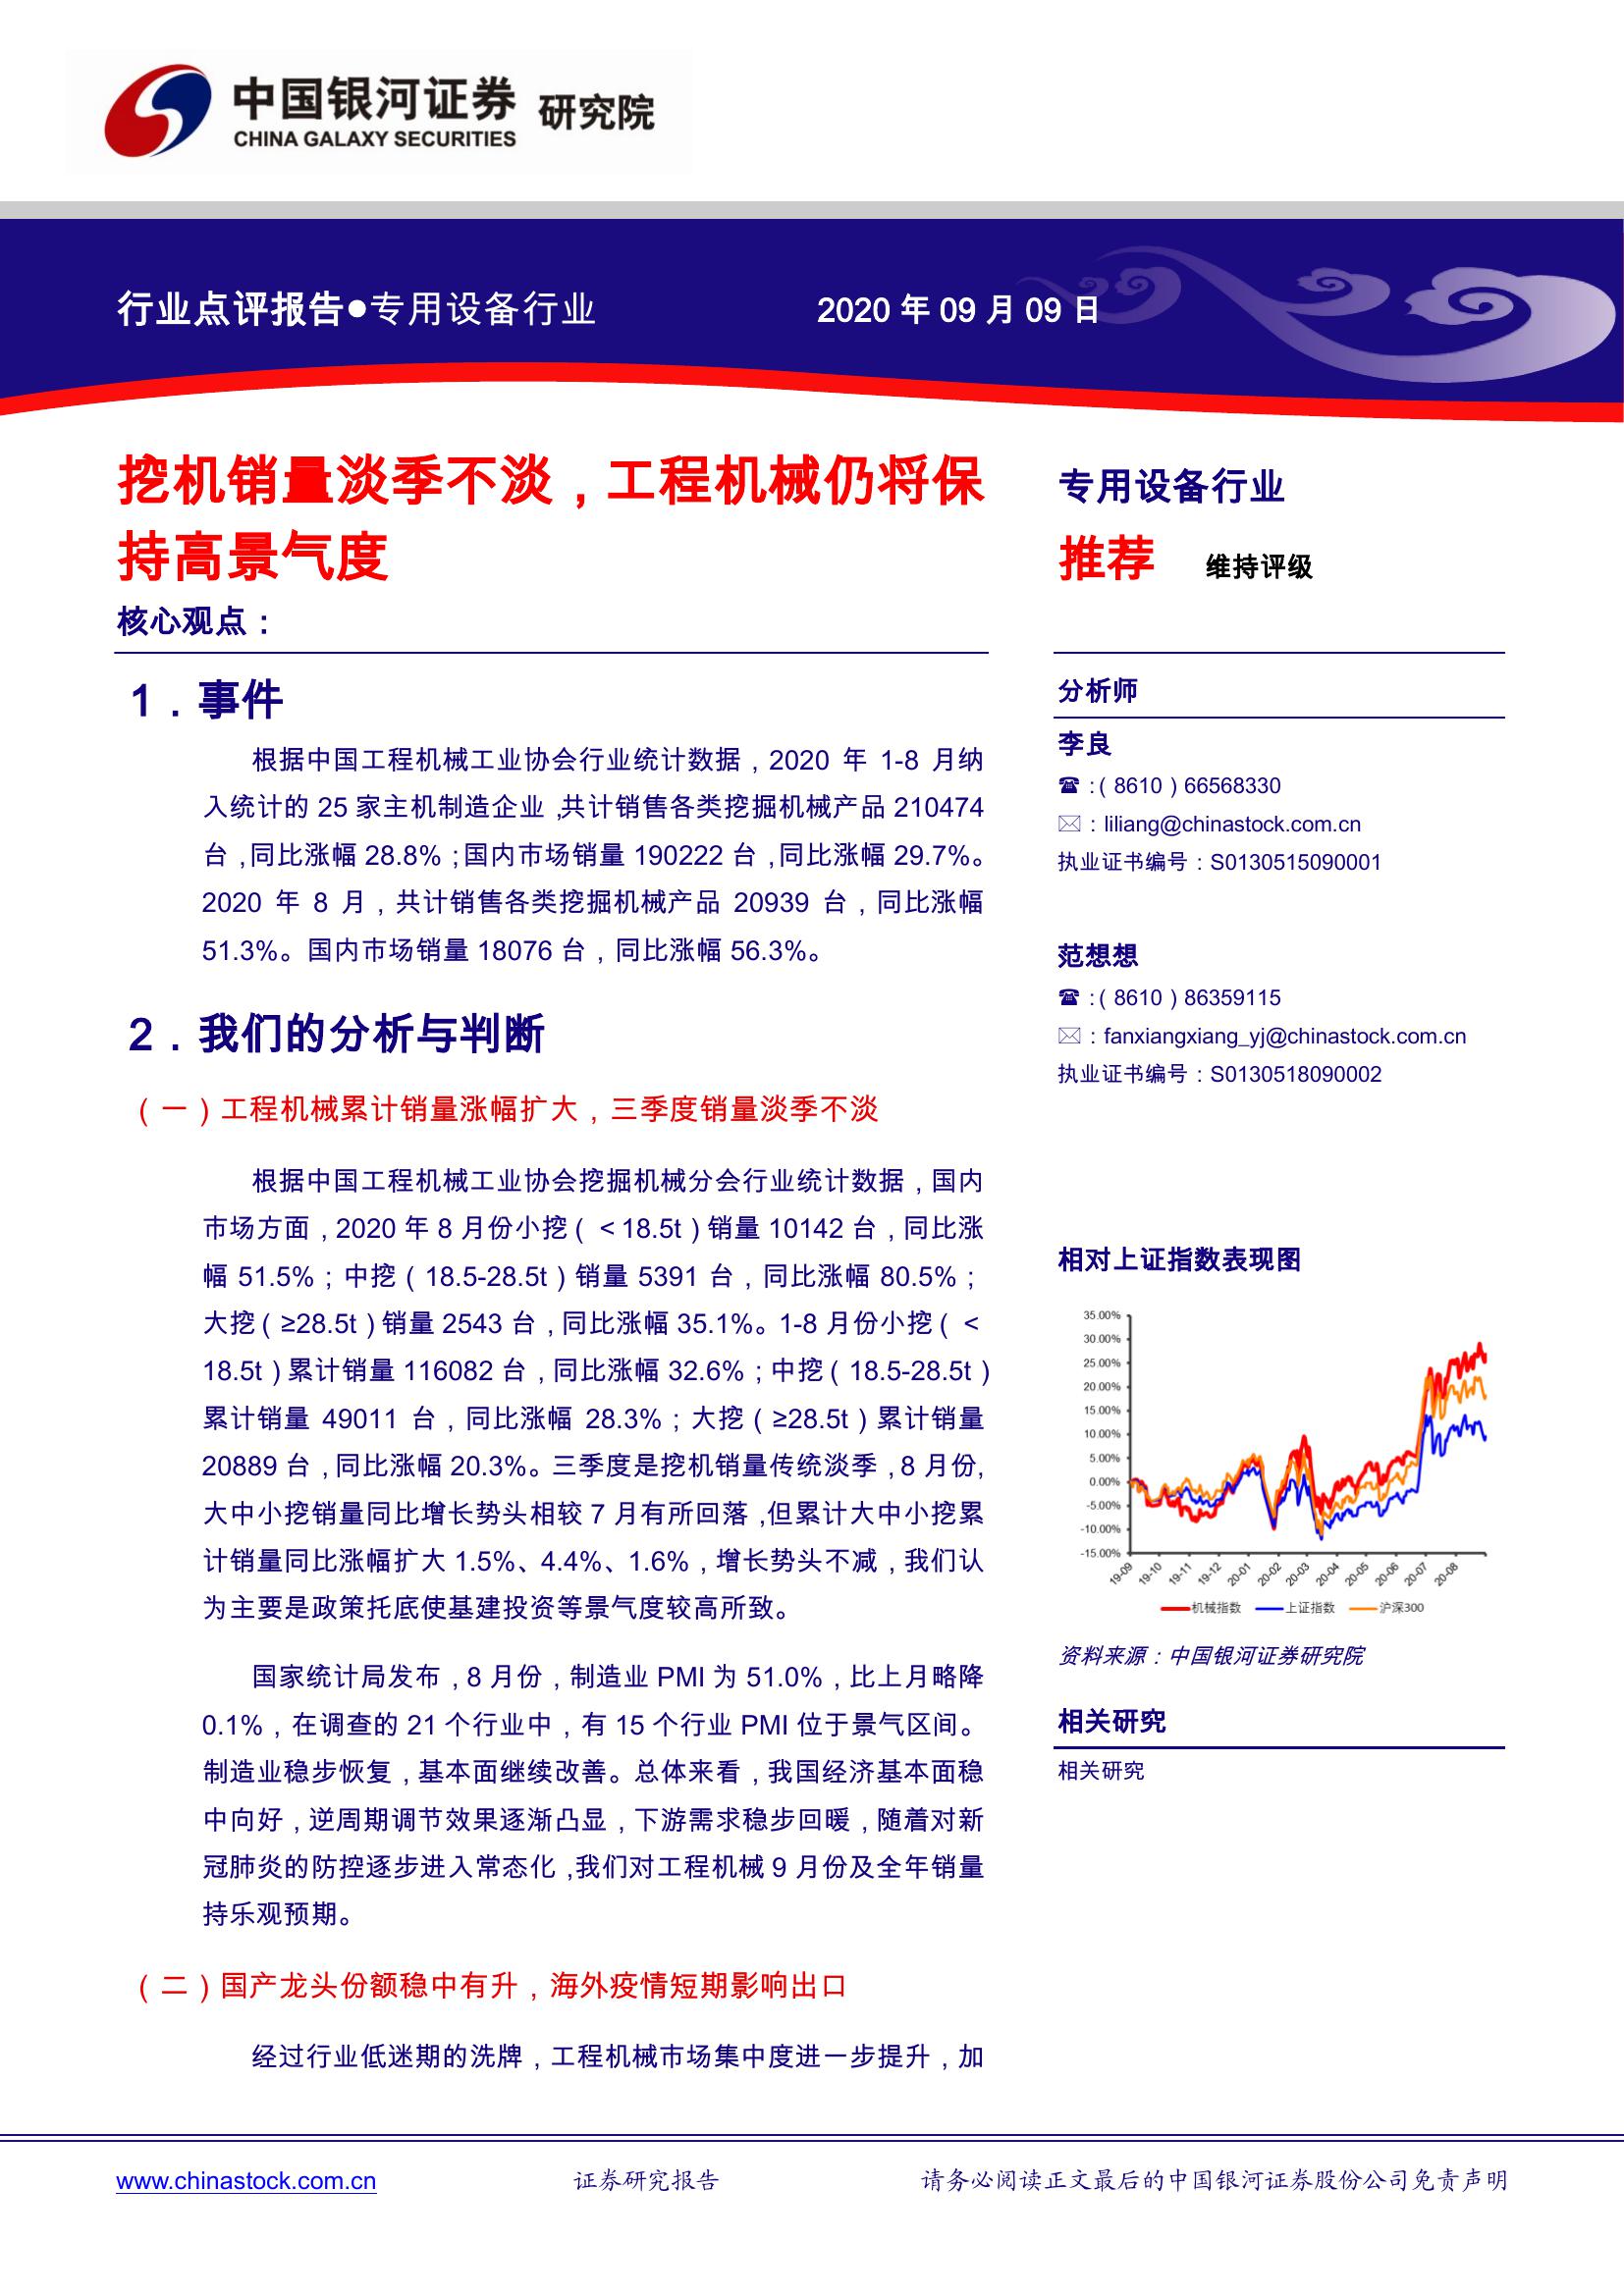 中国银河证券 研究院
CHINA GALAXY SECURITIES
行业点评报告●专用设备行业 2020 年 09 月 09 日
挖机销量淡季不淡，工程机械仍将保
持高景气度
核心观点：
1．事件
根据中国工程机械工业协会行业统计数据，2020 年 1-8 月纳
入统计的 25 家主机制造企业，共计销售各类挖掘机械产品 210474
台，同比涨幅 28.8%；国内市场销量 190222 台，同比涨幅 29.7%。
2020 年 8 月，共计销售各类挖掘机械产品 20939 台，同比涨幅
51.3%。国内市场销量 18076 台，同比涨幅 56.3%。
2．我们的分析与判断
（一）工程机械累计销量涨幅扩大，三季度销量淡季不淡
根据中国工程机械工业协会挖掘机械分会行业统计数据，国内
市场方面，2020 年 8 月份小挖（＜18.5t）销量 10142 台，同比涨
幅 51.5%；中挖（18.5-28.5t）销量 5391 台，同比涨幅 80.5%；
大挖（≥28.5t）销量 2543 台，同比涨幅 35.1%。1-8 月份小挖（＜
18.5t）累计销量 116082 台，同比涨幅 32.6%；中挖（18.5-28.5t）
累计销量 49011 台，同比涨幅 28.3%；大挖（≥28.5t）累计销量
20889 台，同比涨幅 20.3%。三季度是挖机销量传统淡季，8 月份，
大中小挖销量同比增长势头相较 7 月有所回落，但累计大中小挖累
计销量同比涨幅扩大 1.5%、4.4%、1.6%，增长势头不减，我们认
为主要是政策托底使基建投资等景气度较高所致。
国家统计局发布，8 月份，制造业 PMI 为 51.0%，比上月略降
0.1%，在调查的 21 个行业中，有 15 个行业 PMI 位于景气区间。
制造业稳步恢复，基本面继续改善。总体来看，我国经济基本面稳
中向好，逆周期调节效果逐渐凸显，下游需求稳步回暖，随着对新
冠肺炎的防控逐步进入常态化，我们对工程机械 9 月份及全年销量
持乐观预期。
（二）国产龙头份额稳中有升，海外疫情短期影响出口
经过行业低迷期的洗牌，工程机械市场集中度进一步提升，加
专用设备行业
推荐 维持评级
分析师
李良
☎：（8610）66568330
✉：liliang@chinastock.com.cn
执业证书编号：S0130515090001
范想想
☎：（8610）86359115
✉：fanxiangxiang_yj@chinastock.com.cn
执业证书编号：S0130518090002
相对上证指数表现图
35.00%
30.00%
25.00%
20.00%
15.00%
10.00%
5.00%
0.00%
-5.00%
-10.00%
-15.00%
19-09 19-10 19-11 19-12 20-01 20-02 20-03 20-04 20-05 20-06 20-07 20-08
机械指数 上证指数 沪深300
资料来源：中国银河证券研究院
相关研究
相关研究
www.chinastock.com.cn 证券研究报告 请务必阅读正文最后的中国银河证券股份公司免责声明